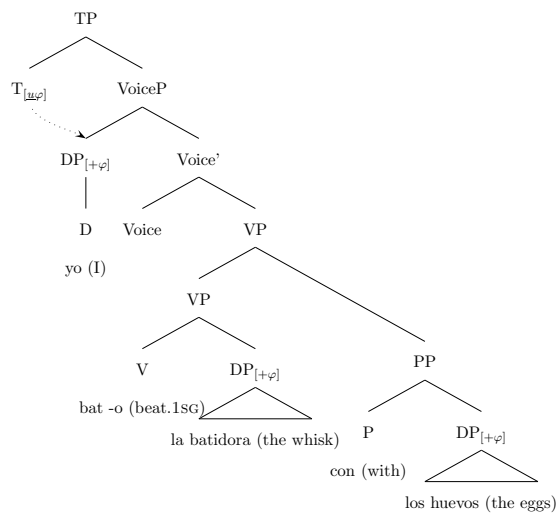 TP
T[uφ] VoiceP
DP[+φ] Voice'
D Voice VP
yo (I)
VP
V DP[+φ] PP
bat -o (beat.1SG)
la batidora (the whisk) P DP[+φ]
con (with)
los huevos (the eggs)